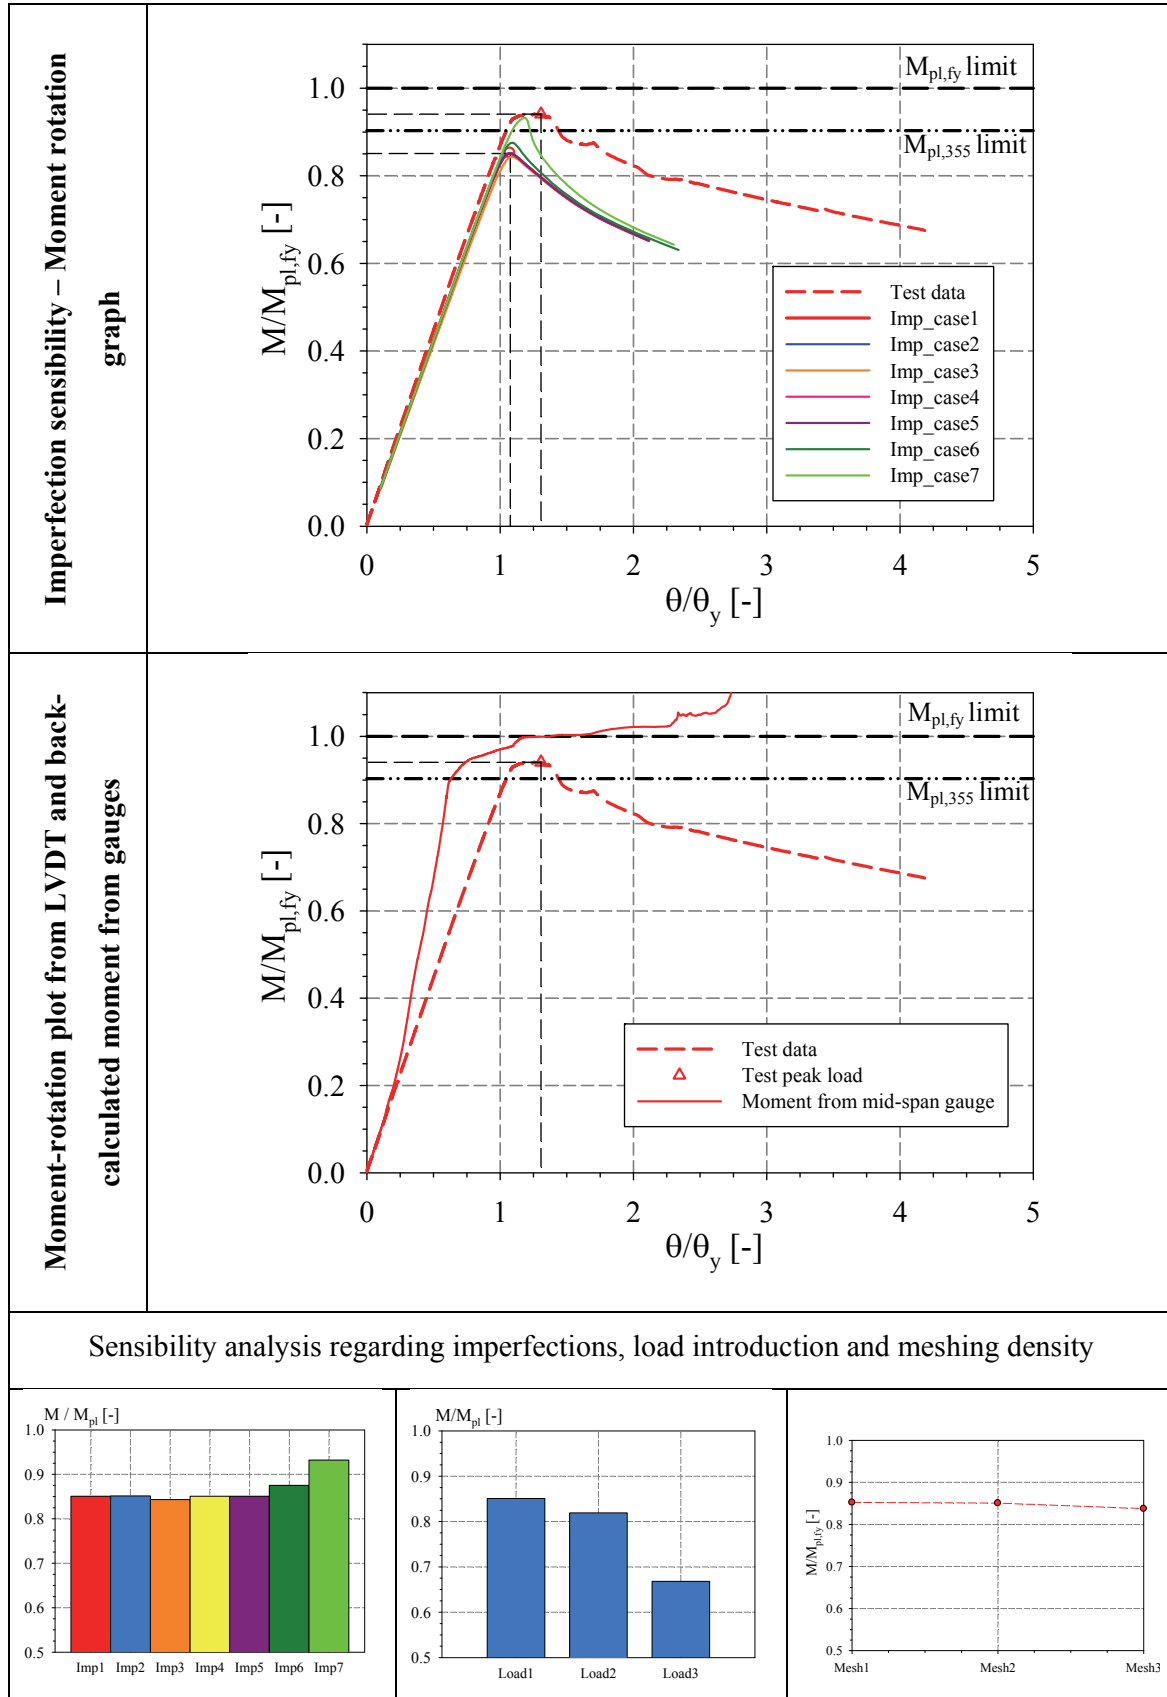 Imperfection sensibility – Moment rotation
graph
M/Mpl,fy [-]
1.0
0.8
0.6
0.4
0.2
0.0
Mpl,fy limit
Mpl,355 limit
Test data
Imp_case1
Imp_case2
Imp_case3
Imp_case4
Imp_case5
Imp_case6
Imp_case7
0 1 2 3 4 5
θ/θy [-]
Moment-rotation plot from LVDT and back-
calculated moment from gauges
M/Mpl,fy [-]
1.0
0.8
0.6
0.4
0.2
0.0
Mpl,fy limit
Mpl,355 limit
Test data
Test peak load
Moment from mid-span gauge
0 1 2 3 4 5
θ/θy [-]
Sensibility analysis regarding imperfections, load introduction and meshing density
M / Mpl [-]
1.0
0.9
0.8
0.7
0.6
0.5
Imp1 Imp2 Imp3 Imp4 Imp5 Imp6 Imp7
M/Mpl [-]
1.0
0.9
0.8
0.7
0.6
0.5
Load1 Load2 Load3
M/Mpl,fy [-]
1.0
0.9
0.8
0.7
0.6
0.5
Mesh1 Mesh2 Mesh3